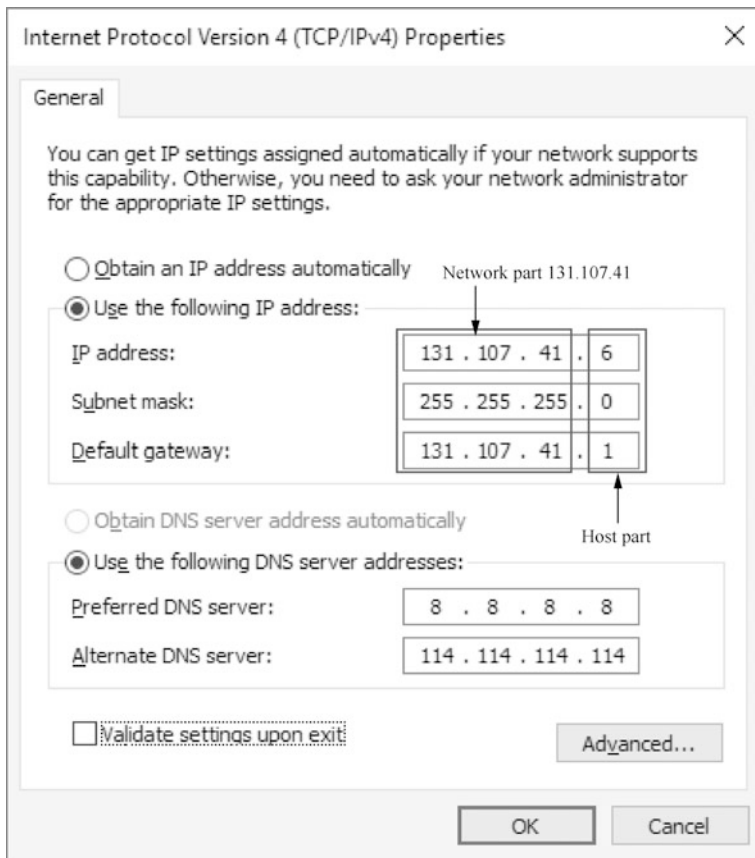 Internet Protocol Version 4 (TCP/IPv4) Properties
General
You can get IP settings assigned automatically if your network supports
this capability. Otherwise, you need to ask your network administrator
for the appropriate IP settings.
Obtain an IP address automatically
Network part 131.107.41
Use the following IP address:
IP address: 131 . 107 . 41 . 6
Subnet mask: 255 . 255 . 255 . 0
Default gateway: 131 . 107 . 41 . 1
Obtain DNS server address automatically
Host part
Use the following DNS server addresses:
Preferred DNS server: 8 . 8 . 8 . 8
Alternate DNS server: 114 . 114 . 114 . 114
Validate settings upon exit
Advanced...
OK Cancel